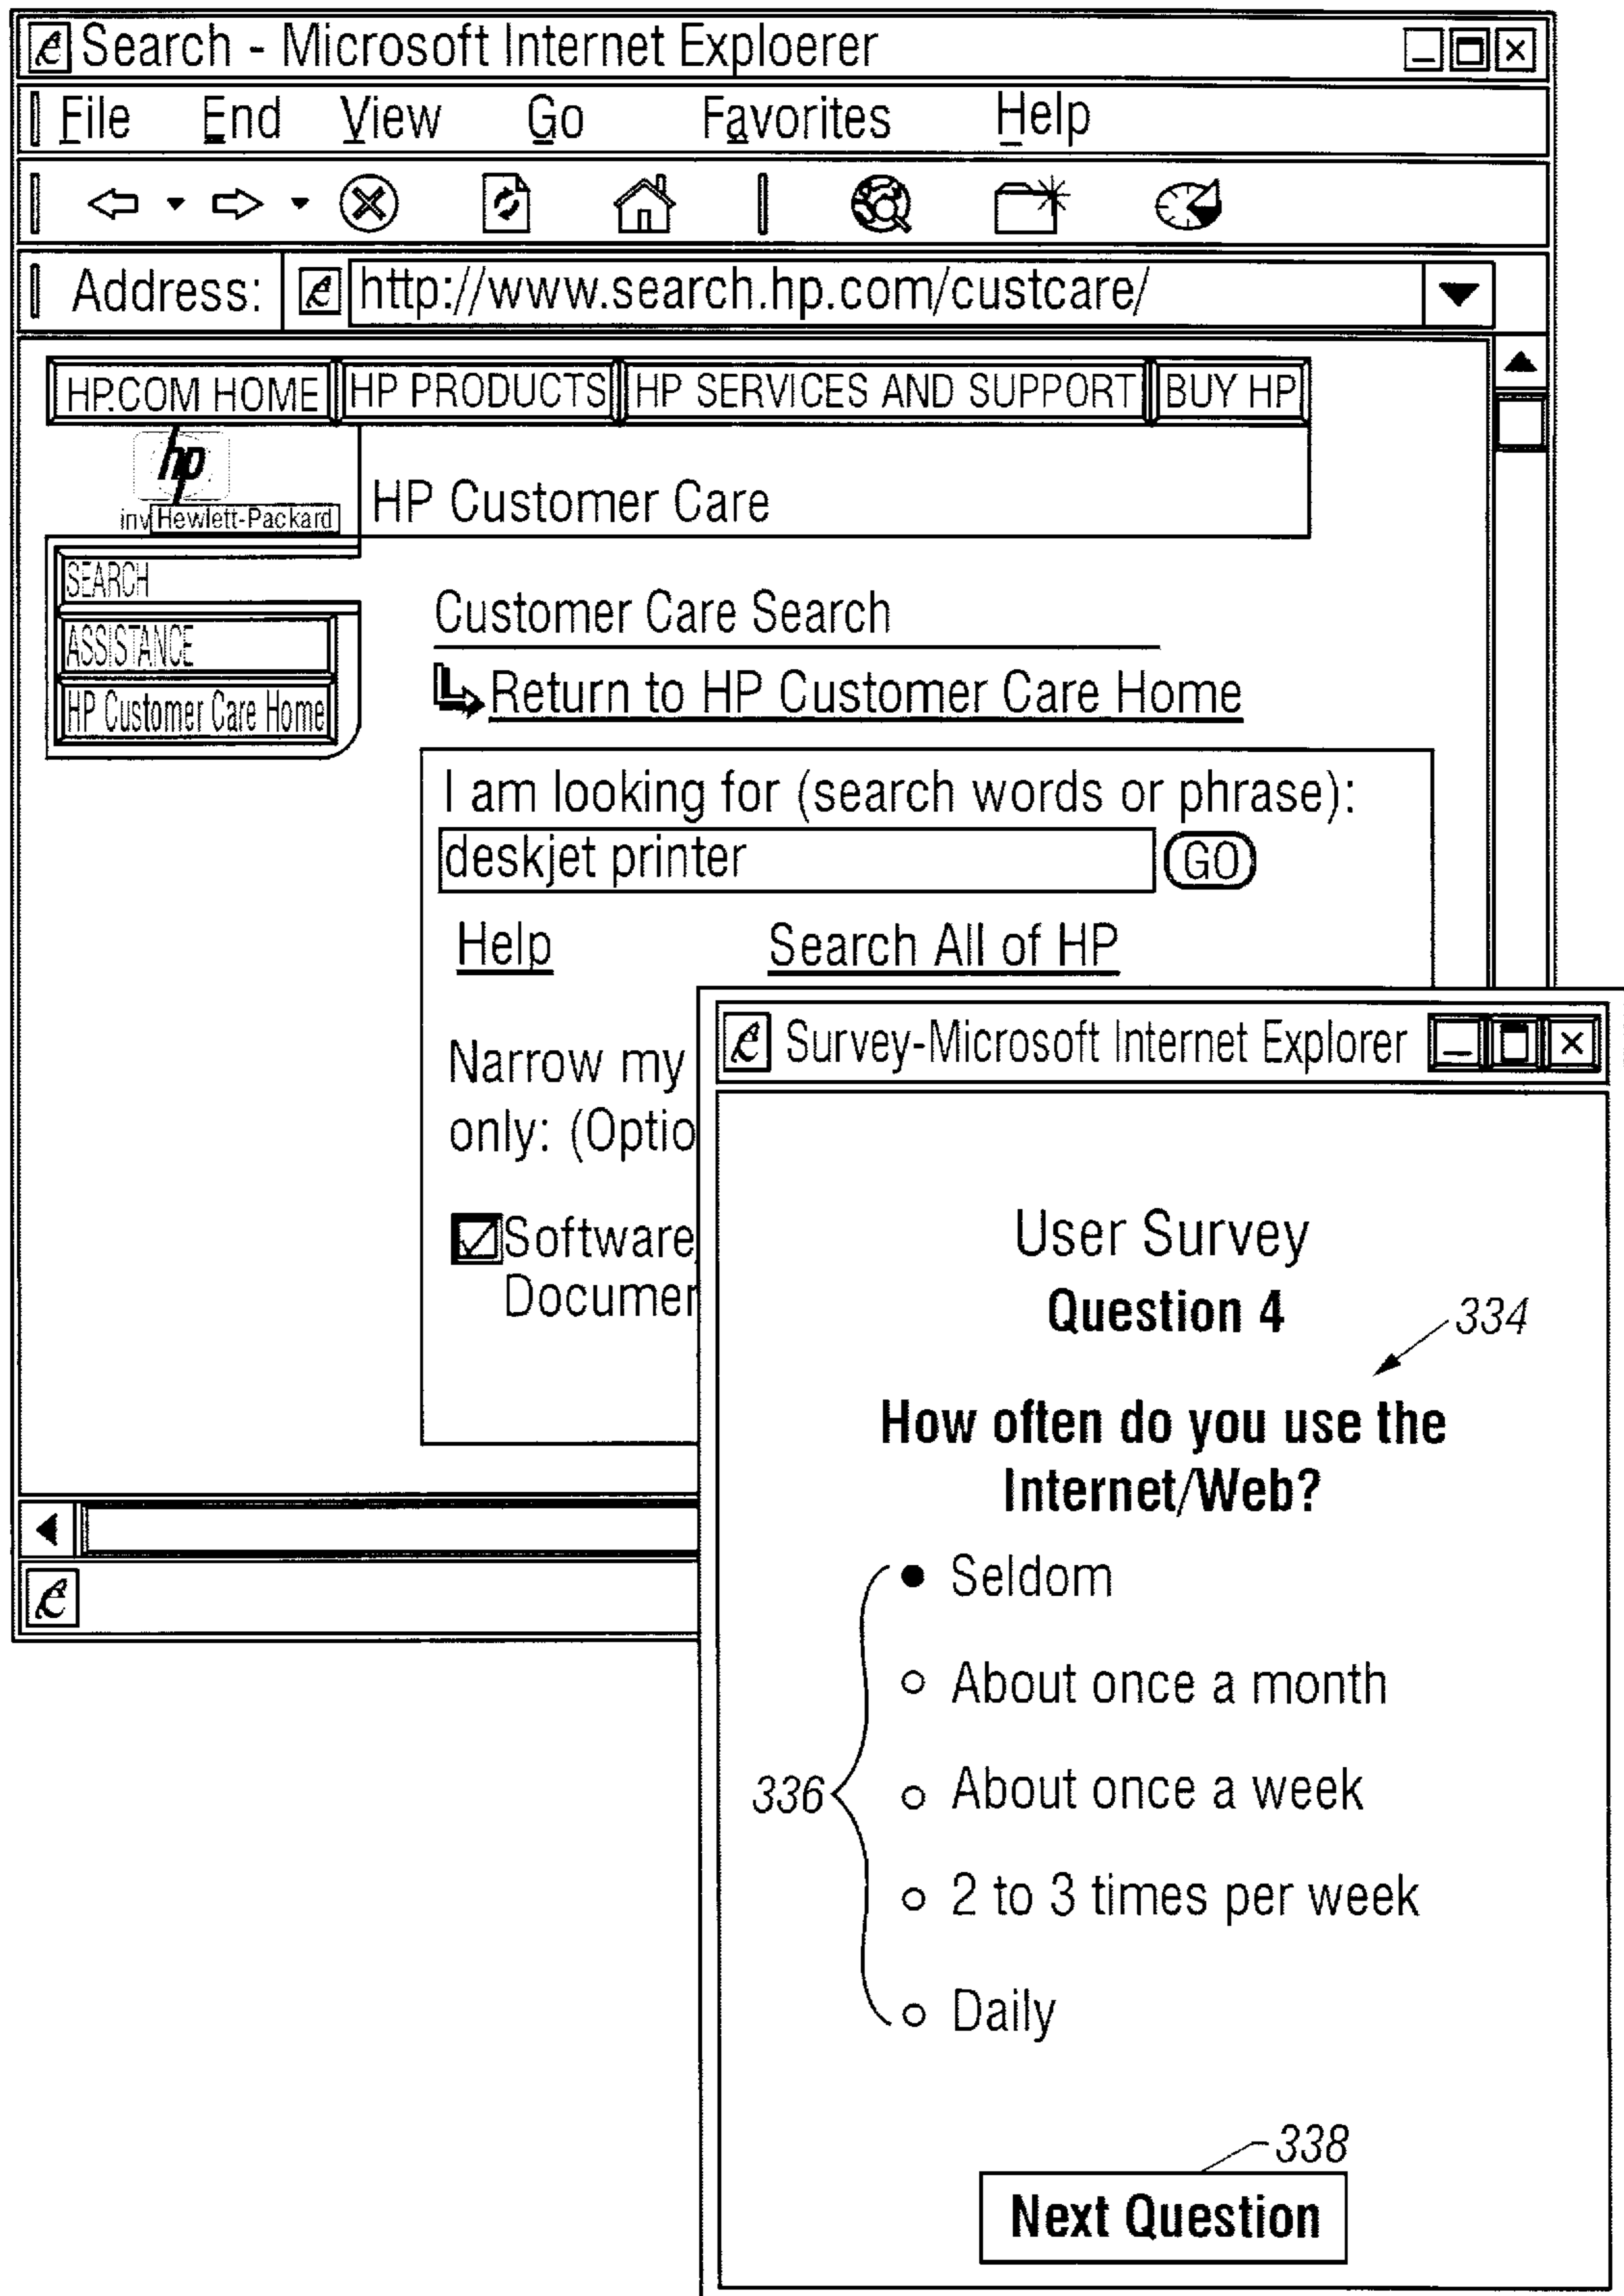 Search - Microsoft Internet Exploerer
File End View Go Favorites Help
Address: http://www.search.hp.com/custcare/
HP.COM HOME HP PRODUCTS HP SERVICES AND SUPPORT BUY HP
hp
inv Hewlett-Packard
HP Customer Care
SEARCH
ASSISTANCE
HP Customer Care Home
Customer Care Search
Return to HP Customer Care Home
I am looking for (search words or phrase):
deskjet printer GO
Help Search All of HP
Narrow my
only: (Optio
Software,
Documen
Survey-Microsoft Internet Explorer
User Survey
Question 4
334
How often do you use the
Internet/Web?
336
Seldom
About once a month
About once a week
2 to 3 times per week
Daily
338
Next Question